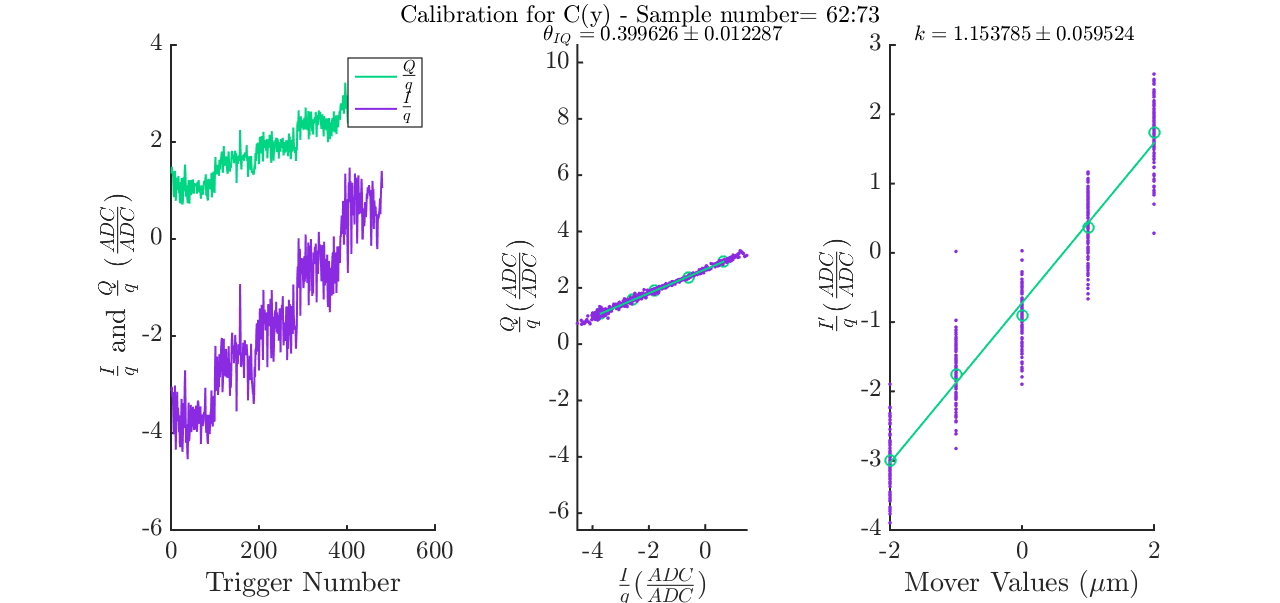 Calibration for C(y) - Sample number= 62:73
θ_IQ = 0.399626 ± 0.012287
k = 1.153785 ± 0.059524
4
2
0
-2
-4
-6
0 200 400 600
Trigger Number
I/q and Q/q (ADC/ADC)
Q/q
I/q
10
8
6
4
2
0
-2
-4
-6
-4 -2 0
I/q (ADC/ADC)
Q/q (ADC/ADC)
3
2
1
0
-1
-2
-3
-4
-2 0 2
Mover Values (μm)
I'/q (ADC/ADC)